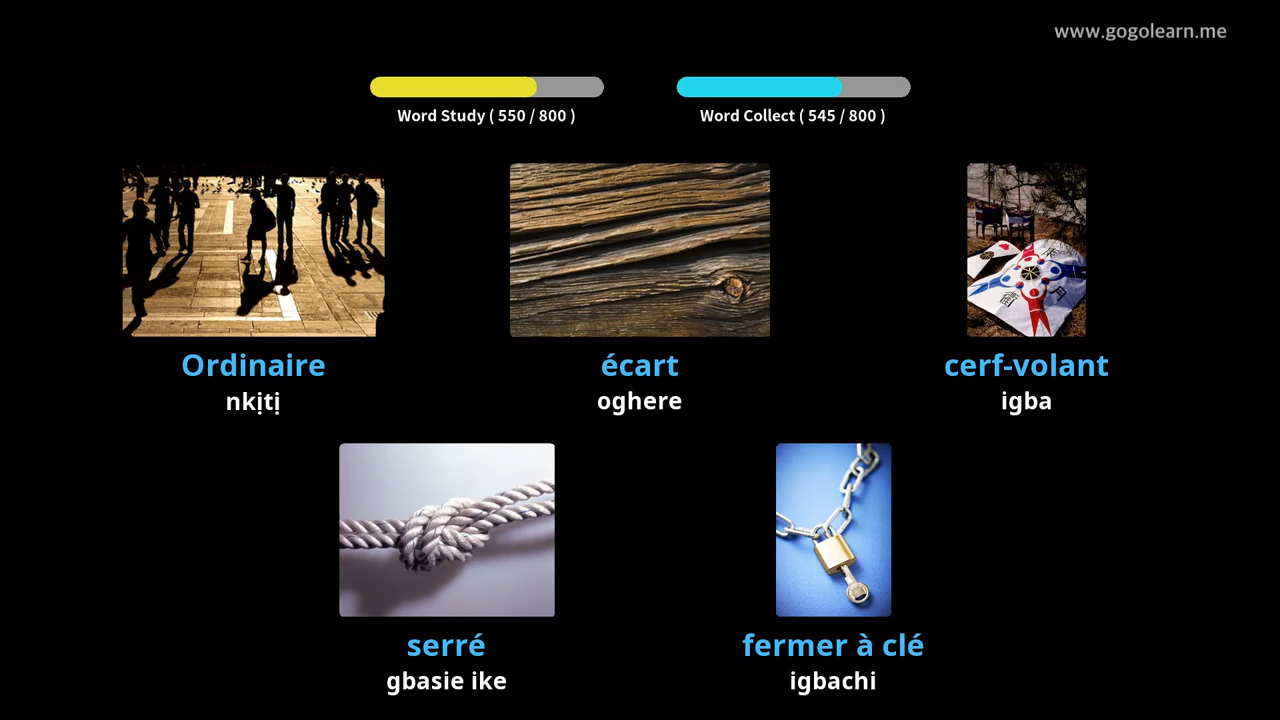 www.gogolearn.me
Word Study ( 550 / 800 )
Word Collect ( 545 / 800 )
Ordinaire
nkịtị
écart
oghere
cerf-volant
igba
serré
gbasie ike
fermer à clé
igbachi